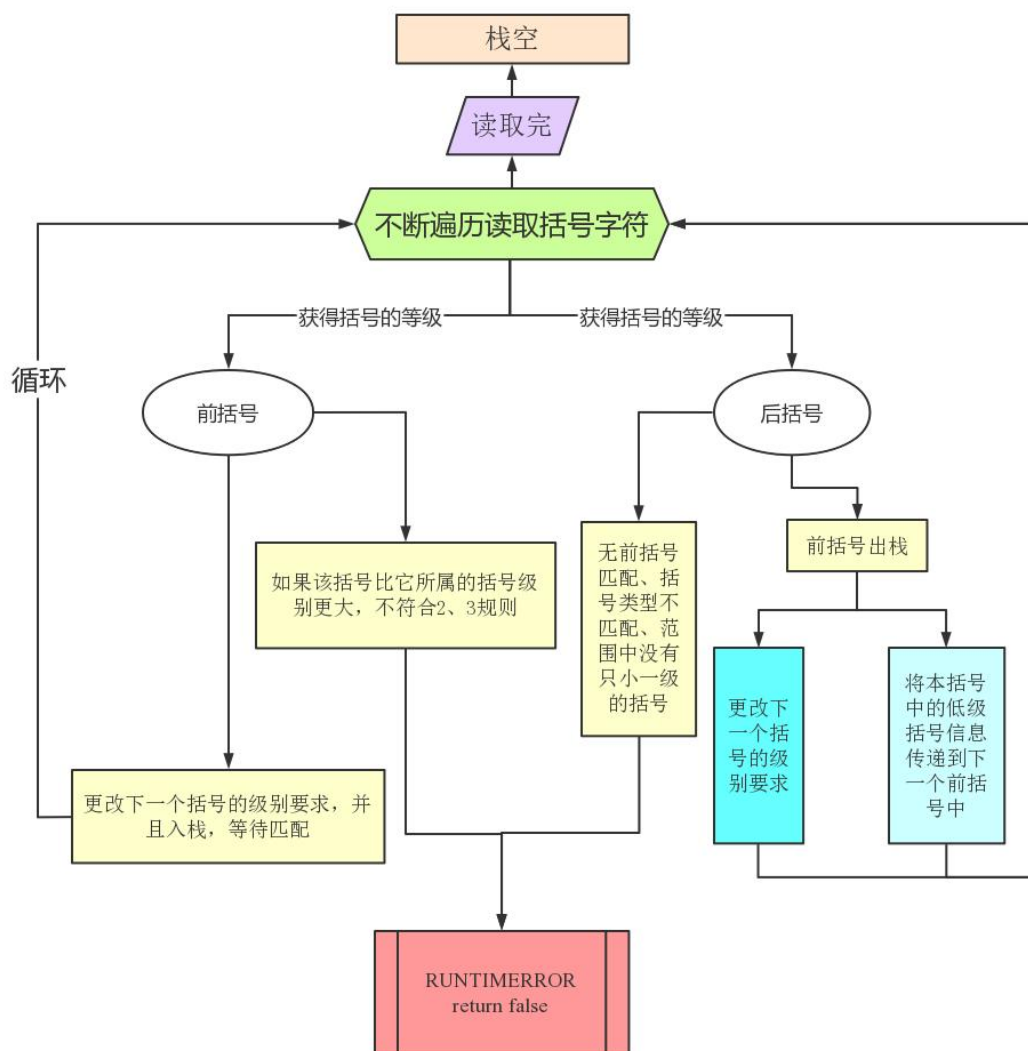 栈空
读取完
不断遍历读取括号字符
获得括号的等级
获得括号的等级
循环
前括号
后括号
如果该括号比它所属的括号级
别更大，不符合2、3规则
无前括号
匹配、括
号类型不
匹配、范
围中没有
只小一级
的括号
前括号出栈
更改下
一个括
号的级
别要求
将本括号
中的低级
括号信息
传递到下
一个前括
号中
更改下一个括号的级别要求，并
且入栈，等待匹配
RUNTIMERROR
return false